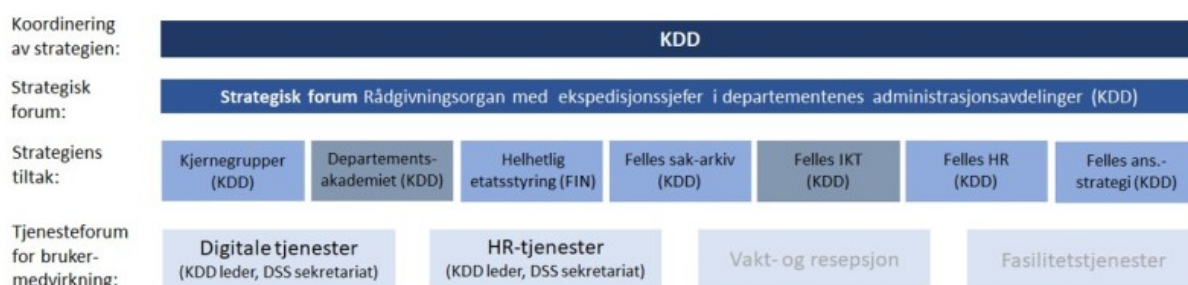 Koordinering
av strategien:
KDD
Strategisk
forum:
Strategisk forum Rådgivningsorgan med ekspedisjonssjefer i departementenes administrasjonsavdelinger (KDD)
Strategiens
tiltak:
Kjernegrupper
(KDD)
Departements-
akademiet (KDD)
Helhetlig
etatsstyring (FIN)
Felles sak-arkiv
(KDD)
Felles IKT
(KDD)
Felles HR
(KDD)
Felles ans.-
strategi (KDD)
Tjenesteforum
for bruker-
medvirkning:
Digitale tjenester
(KDD leder, DSS sekretariat)
HR-tjenester
(KDD leder, DSS sekretariat)
Vakt- og resepsjon
Fasilitetstjenester